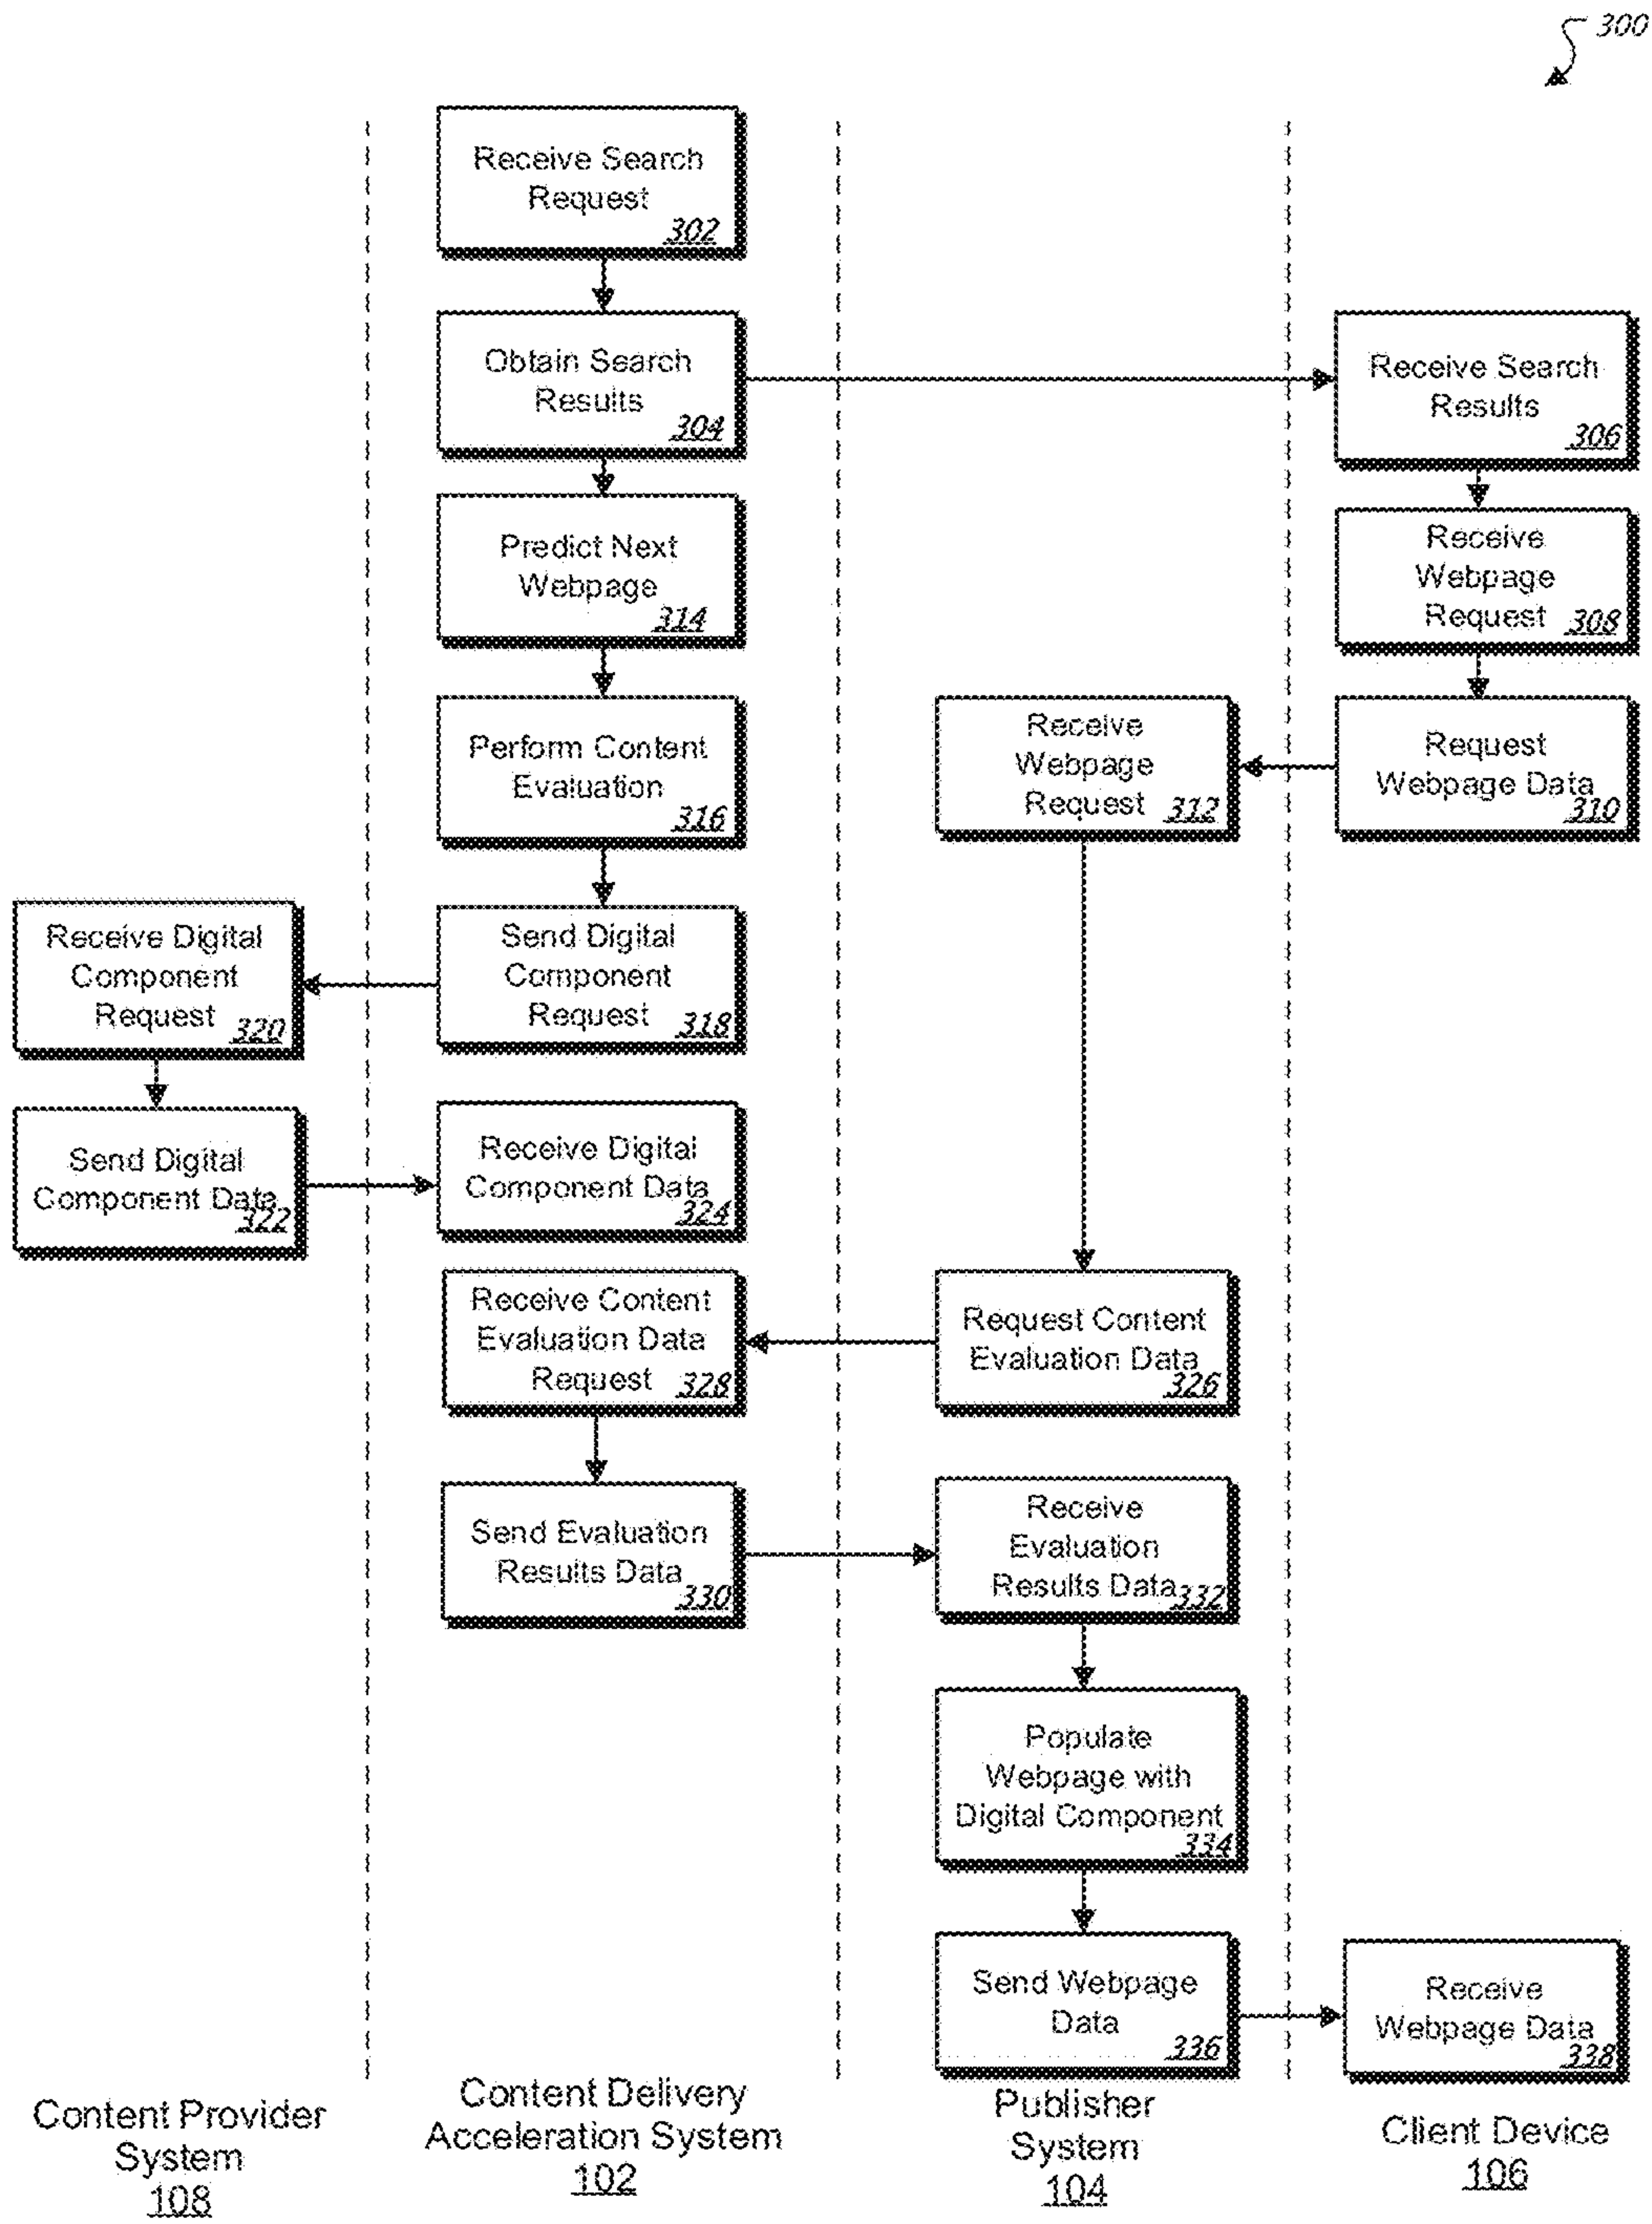 300
Receive Search
Request
302
Obtain Search
Results
304
Receive Search
Results
306
Predict Next
Webpage
314
Receive
Webpage
Request
308
Perform Content
Evaluation
316
Receive
Webpage
Request
312
Request
Webpage Data
310
Receive Digital
Component
Request
320
Send Digital
Component
Request
318
Send Digital
Component Data
322
Receive Digital
Component Data
324
Receive Content
Evaluation Data
Request
328
Request Content
Evaluation Data
326
Send Evaluation
Results Data
330
Receive
Evaluation
Results Data
332
Populate
Webpage with
Digital Component
334
Send Webpage
Data
336
Receive
Webpage Data
338
Content Provider
System
108
Content Delivery
Acceleration System
102
Publisher
System
104
Client Device
106